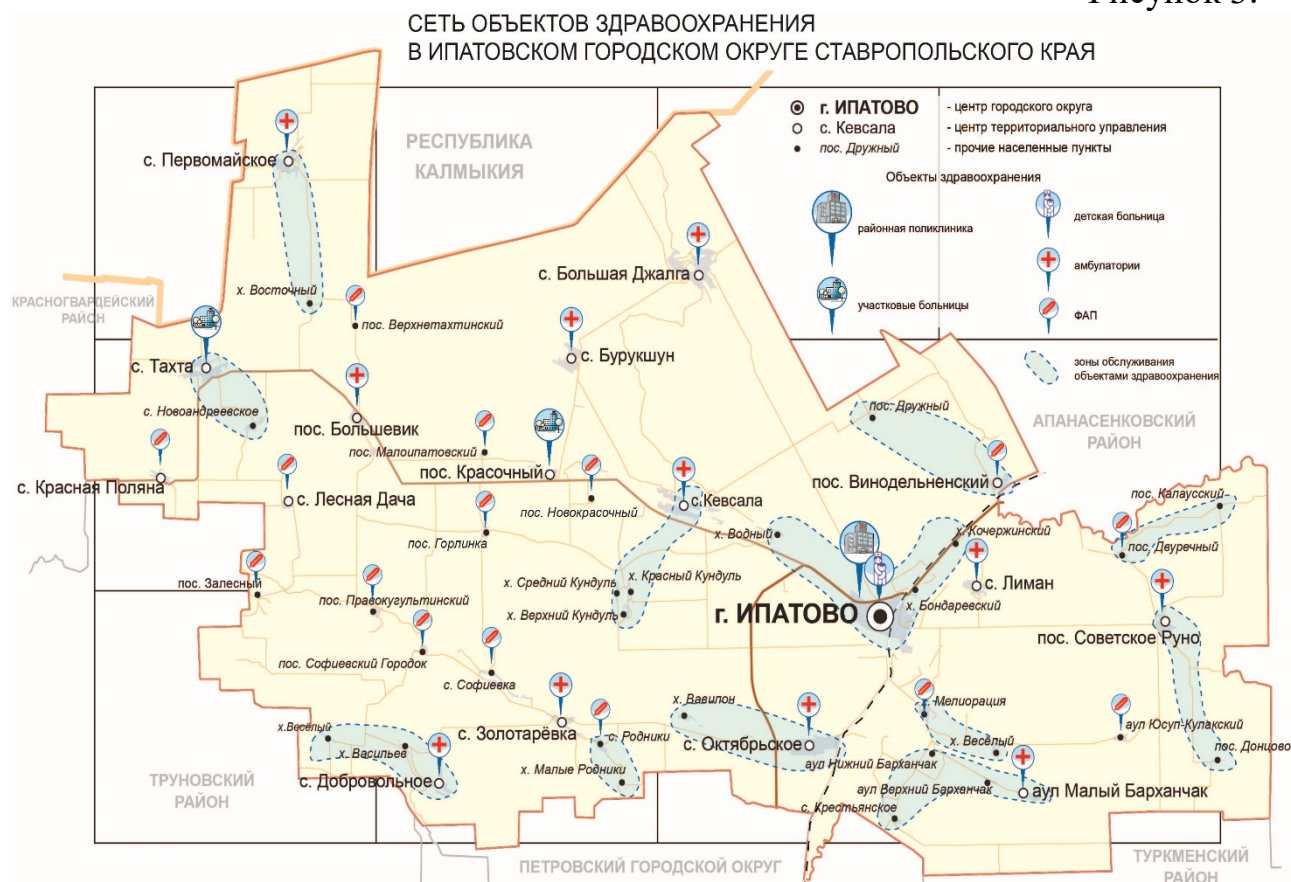 Рисунок 3.
СЕТЬ ОБЪЕКТОВ ЗДРАВООХРАНЕНИЯ
В ИПАТОВСКОМ ГОРОДСКОМ ОКРУГЕ СТАВРОПОЛЬСКОГО КРАЯ
г. ИПАТОВО - центр городского округа
с. Кевсала - центр территориального управления
пос. Дружный - прочие населенные пункты
Объекты здравоохранения
районная поликлиника
детская больница
амбулатории
участковые больницы
ФАП
зоны обслуживания
объектами здравоохранения
РЕСПУБЛИКА
КАЛМЫКИЯ
с. Первомайское
с. Большая Джалга
КРАСНОГВАРДЕЙСКИЙ
РАЙОН
х. Восточный
пос. Верхнетахтинский
с. Бурукшун
с. Тахта
с. Новоандреевское
пос. Дружный
АПАНАСЕНКОВСКИЙ
РАЙОН
пос. Большевик
пос. Малоипатовский
пос. Красочный
с. Красная Поляна
с. Лесная Дача
пос. Новокрасочный
с. Кевсала
пос. Винодельненский
пос. Калаусский
пос. Горлинка
х. Водный
х. Кочержинский
пос. Двуречный
пос. Залесный
пос. Правокугультинский
х. Средний Кундуль
х. Красный Кундуль
х. Верхний Кундуль
с. Лиман
х. Бондаревский
г. ИПАТОВО
пос. Советское Руно
пос. Софиевский Городок
с. Софиевка
х. Вавилон
Мелиорация
аул Юсуп-Кулакский
с. Золотарёвка
с. Родники
с. Октябрьское
х. Весёлый
х.Весёлый
х. Васильев
аул Нижний Барханчак
пос. Донцово
с. Добровольное
х. Малые Родники
аул Верхний Барханчак
аул Малый Барханчак
с. Крестьянское
ТРУНОВСКИЙ
РАЙОН
ПЕТРОВСКИЙ ГОРОДСКОЙ ОКРУГ
ТУРКМЕНСКИЙ
РАЙОН